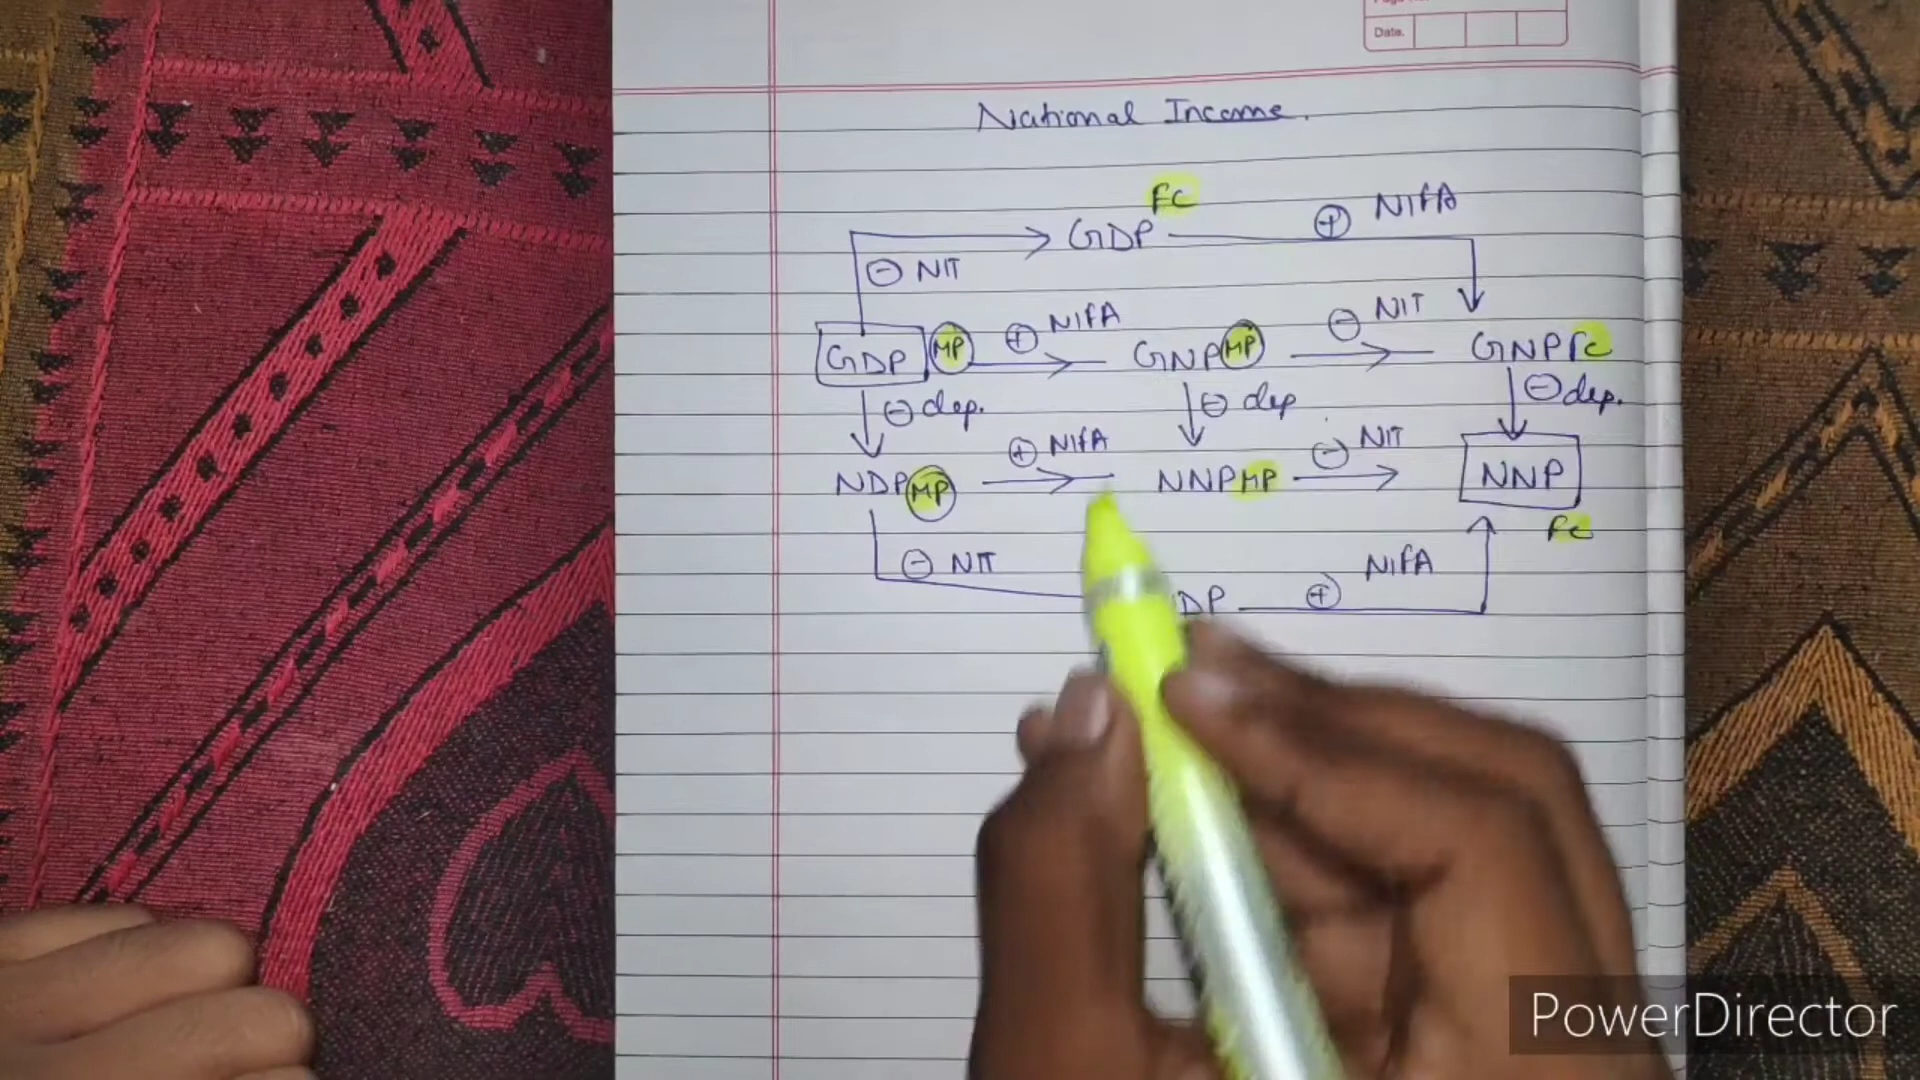 Date.
National Income.
FC
GDP ⊕ NIFA
⊖ NIT
GDP MP ⊕ NIFA GNP MP ⊖ NIT GNP FC
⊖ dep. ⊖ dep ⊖ dep.
NDP MP ⊕ NIFA NNP MP ⊖ NIT NNP
FC
⊖ NIT DP ⊕ NIFA
PowerDirector